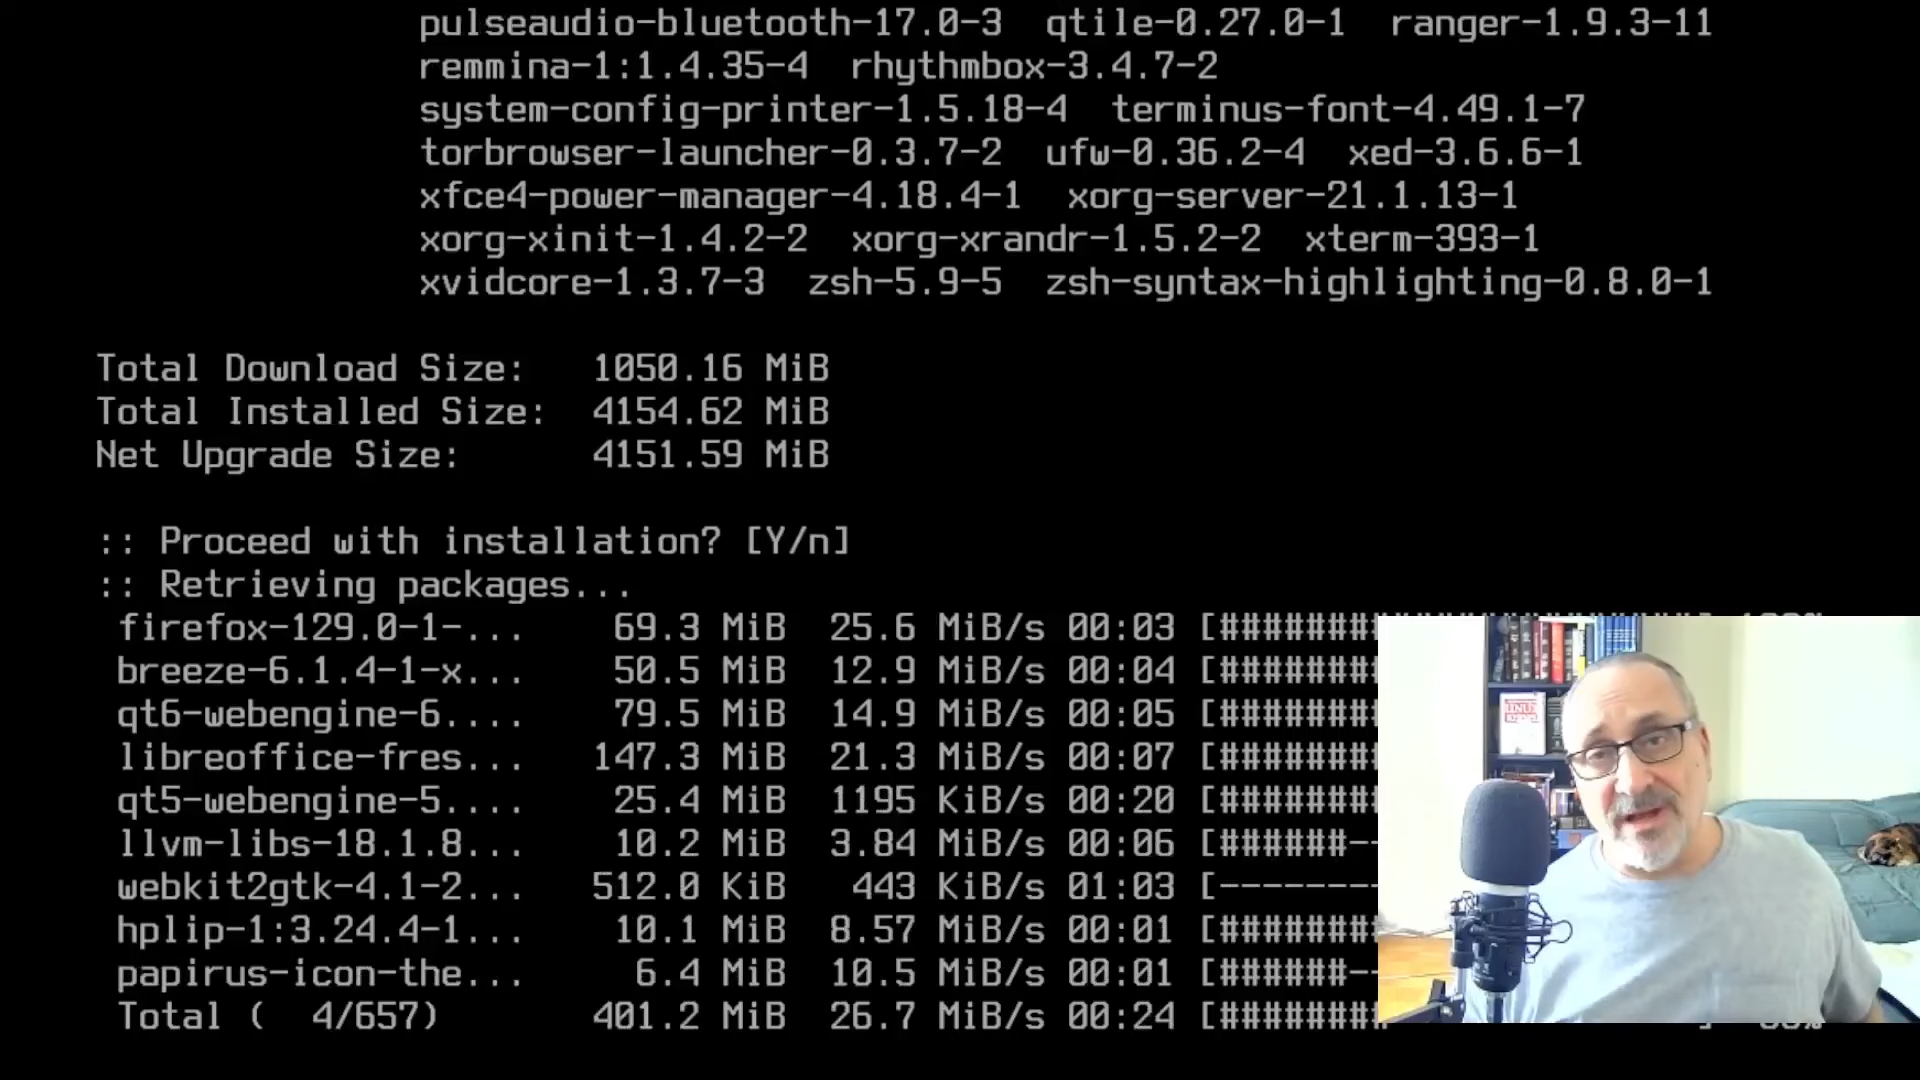 pulseaudio-bluetooth-17.0-3  qtile-0.27.0-1  ranger-1.9.3-11
remmina-1:1.4.35-4  rhythmbox-3.4.7-2
system-config-printer-1.5.18-4  terminus-font-4.49.1-7
torbrowser-launcher-0.3.7-2  ufw-0.36.2-4  xed-3.6.6-1
xfce4-power-manager-4.18.4-1  xorg-server-21.1.13-1
xorg-xinit-1.4.2-2  xorg-xrandr-1.5.2-2  xterm-393-1
xvidcore-1.3.7-3  zsh-5.9-5  zsh-syntax-highlighting-0.8.0-1
Total Download Size:   1050.16 MiB
Total Installed Size:  4154.62 MiB
Net Upgrade Size:      4151.59 MiB
:: Proceed with installation? [Y/n]
:: Retrieving packages...
firefox-129.0-1-...    69.3 MiB  25.6 MiB/s 00:03 [########
breeze-6.1.4-1-x...    50.5 MiB  12.9 MiB/s 00:04 [########
qt6-webengine-6....    79.5 MiB  14.9 MiB/s 00:05 [########
libreoffice-fres...   147.3 MiB  21.3 MiB/s 00:07 [########
qt5-webengine-5....    25.4 MiB  1195 KiB/s 00:20 [########
llvm-libs-18.1.8...    10.2 MiB  3.84 MiB/s 00:06 [######--
webkit2gtk-4.1-2...   512.0 KiB   443 KiB/s 01:03 [--------
hplip-1:3.24.4-1...    10.1 MiB  8.57 MiB/s 00:01 [########
papirus-icon-the...     6.4 MiB  10.5 MiB/s 00:01 [######--
Total (  4/657)       401.2 MiB  26.7 MiB/s 00:24 [########
LINUX